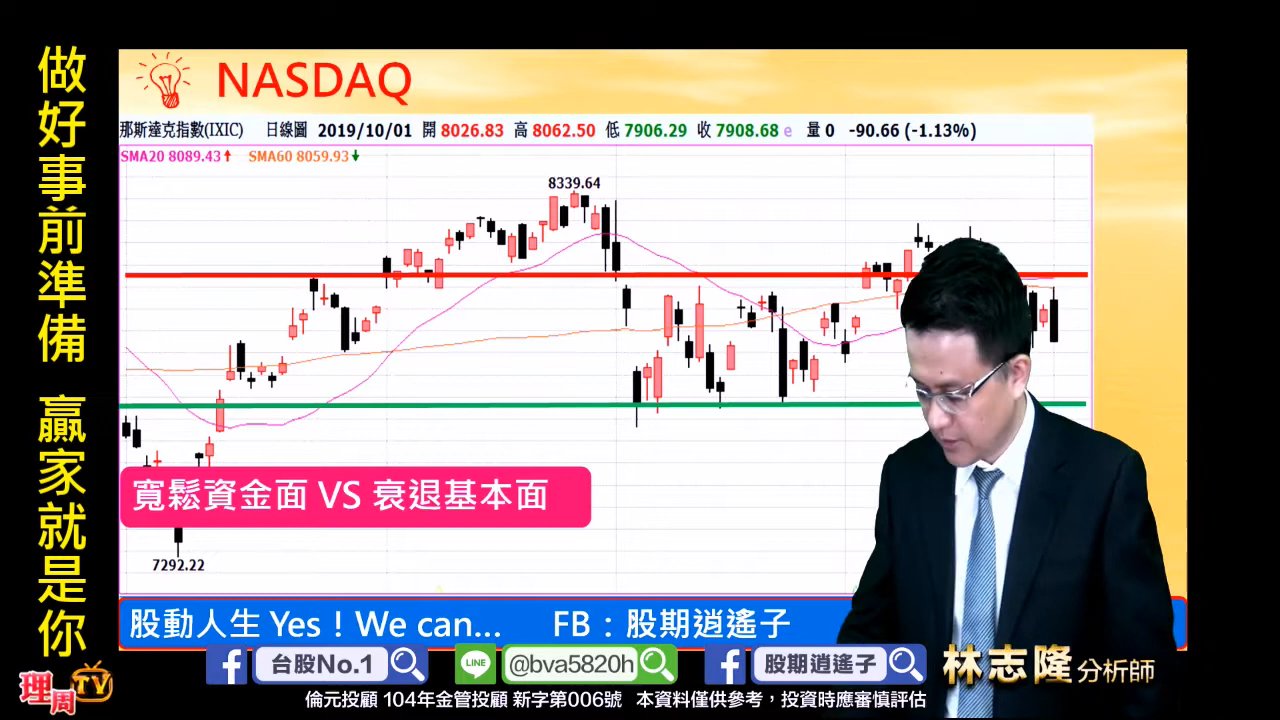 做好事前準備 贏家就是你
NASDAQ
那斯達克指數(IXIC) 日線圖 2019/10/01 開 8026.83 高 8062.50 低 7906.29 收 7908.68 e 量 0 -90.66 (-1.13%)
SMA20 8089.43 SMA60 8059.93
8339.64
寬鬆資金面 VS 衰退基本面
7292.22
股動人生 Yes！We can... FB：股期逍遙子
台股No.1 LINE @bva5820h 股期逍遙子 林志隆 分析師
理周TV
倫元投顧 104年金管投顧 新字第006號 本資料僅供參考，投資時應審慎評估